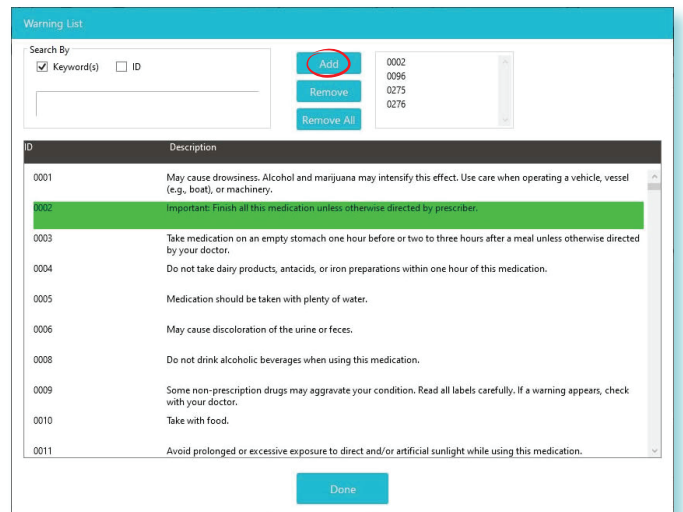 Warning List
Search By
Keyword(s) ID
Add
Remove
Remove All
0002
0096
0275
0276
ID Description
0001 May cause drowsiness. Alcohol and marijuana may intensify this effect. Use care when operating a vehicle, vessel
(e.g., boat), or machinery.
0002 Important: Finish all this medication unless otherwise directed by prescriber.
0003 Take medication on an empty stomach one hour before or two to three hours after a meal unless otherwise directed
by your doctor.
0004 Do not take dairy products, antacids, or iron preparations within one hour of this medication.
0005 Medication should be taken with plenty of water.
0006 May cause discoloration of the urine or feces.
0008 Do not drink alcoholic beverages when using this medication.
0009 Some non-prescription drugs may aggravate your condition. Read all labels carefully. If a warning appears, check
with your doctor.
0010 Take with food.
0011 Avoid prolonged or excessive exposure to direct and/or artificial sunlight while using this medication.
Done